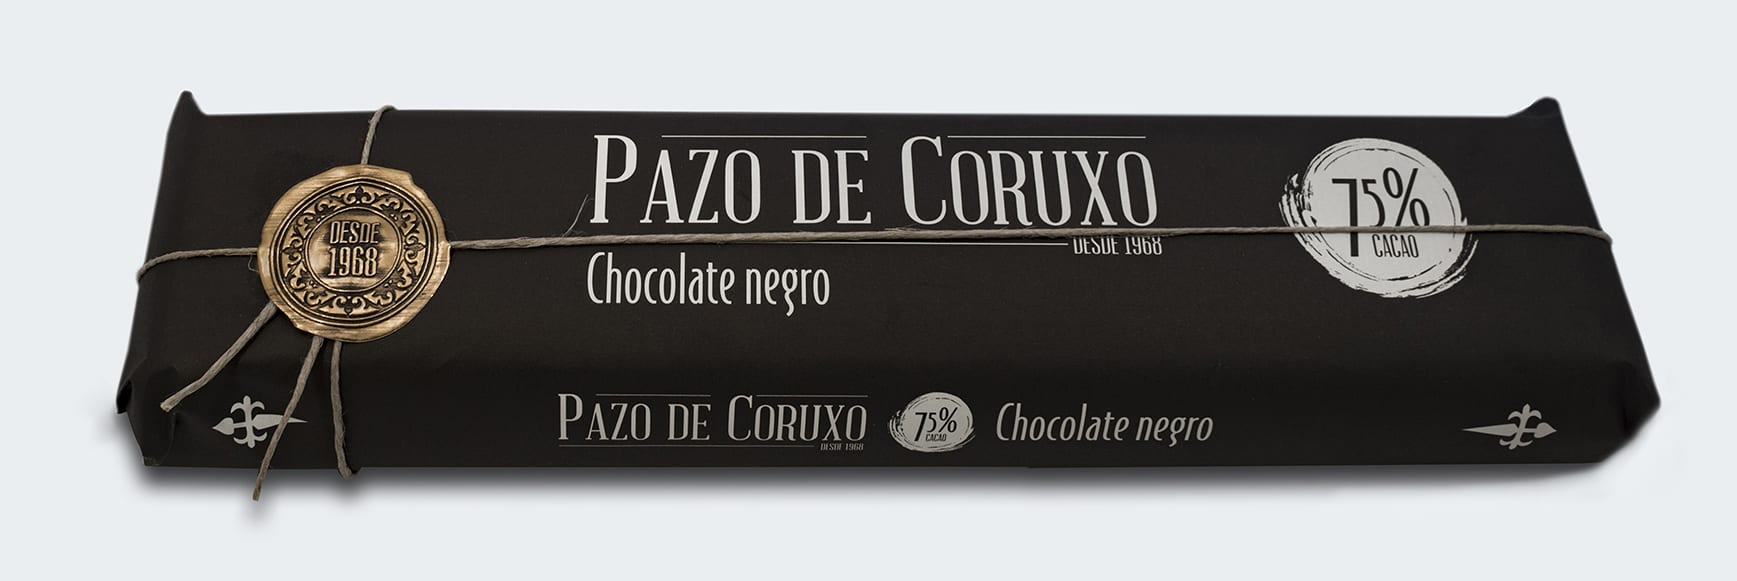 PAZO DE CORUXO
DESDE 1968
Chocolate negro
75%
CACAO
DESDE
1968
PAZO DE CORUXO
DESDE 1968
75%
CACAO
Chocolate negro